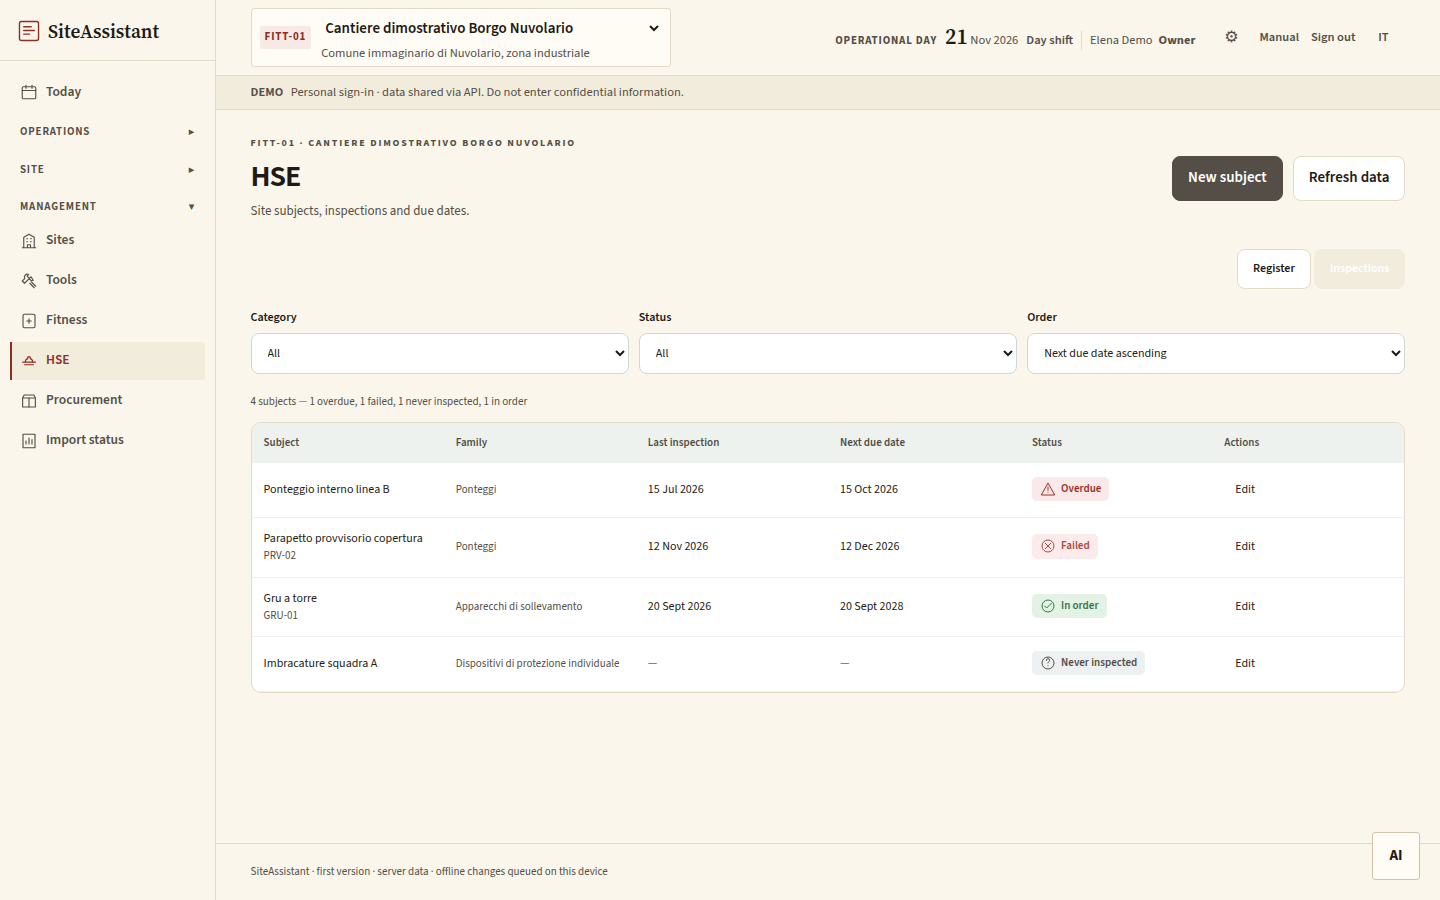 SiteAssistant
FITT-01
Cantiere dimostrativo Borgo Nuvolario
Comune immaginario di Nuvolario, zona industriale
OPERATIONAL DAY 21 Nov 2026 Day shift Elena Demo Owner
Manual Sign out IT
Today
OPERATIONS
SITE
MANAGEMENT
Sites
Tools
Fitness
HSE
Procurement
Import status
DEMO Personal sign-in · data shared via API. Do not enter confidential information.
FITT-01 · CANTIERE DIMOSTRATIVO BORGO NUVOLARIO
HSE
Site subjects, inspections and due dates.
New subject Refresh data
Register Inspections
Category Status Order
All All Next due date ascending
4 subjects — 1 overdue, 1 failed, 1 never inspected, 1 in order
Subject Family Last inspection Next due date Status Actions
Ponteggio interno linea B Ponteggi 15 Jul 2026 15 Oct 2026 Overdue Edit
Parapetto provvisorio copertura Ponteggi 12 Nov 2026 12 Dec 2026 Failed Edit
PRV-02
Gru a torre Apparecchi di sollevamento 20 Sept 2026 20 Sept 2028 In order Edit
GRU-01
Imbracature squadra A Dispositivi di protezione individuale — — Never inspected Edit
SiteAssistant · first version · server data · offline changes queued on this device
AI